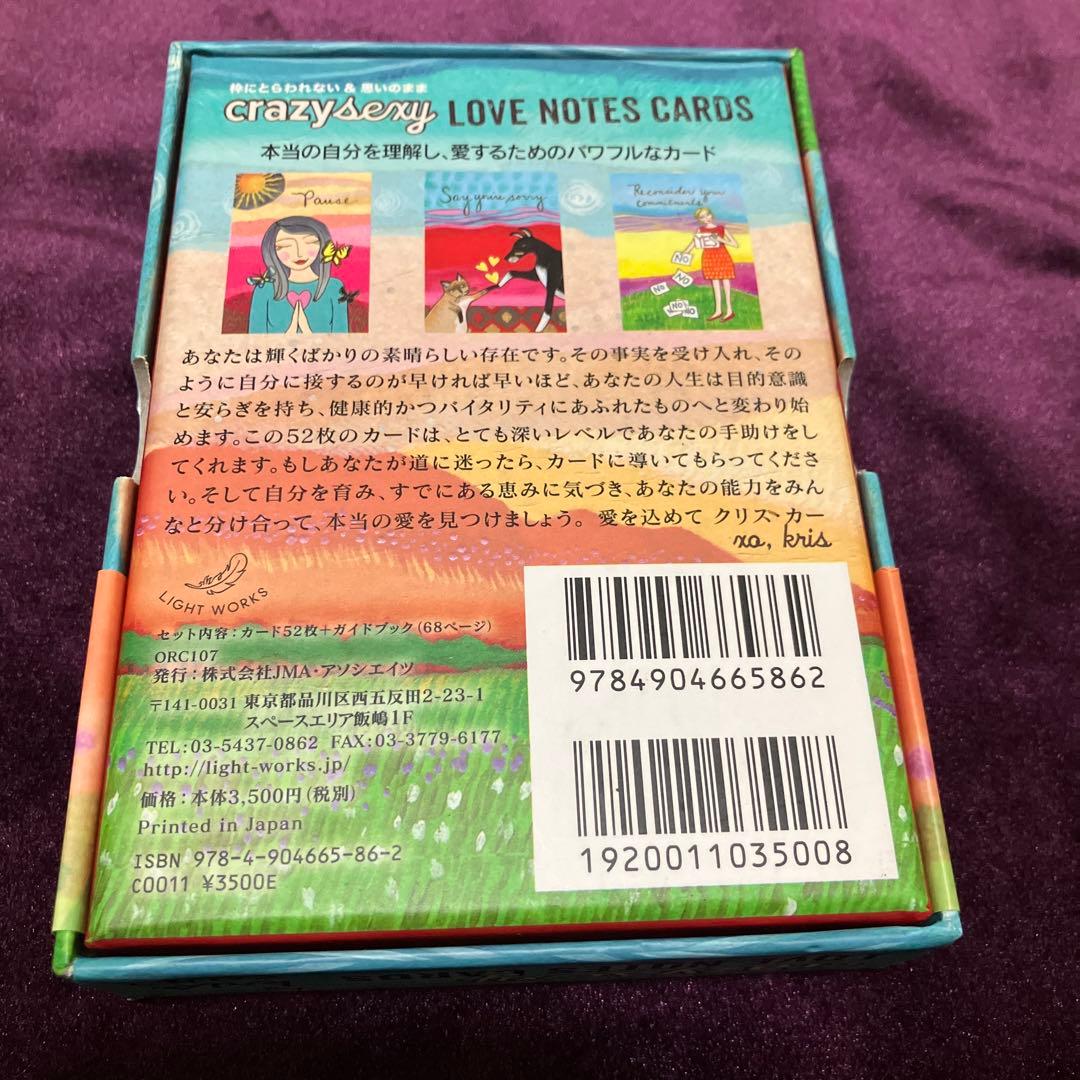 枠にとらわれない & 思いのまま
crazy sexy LOVE NOTES CARDS
本当の自分を理解し、愛するためのパワフルなカード
Pause
Say you're sorry
Reconsider your
commitments
NO
NO
NO
NO
NO
あなたは輝くばかりの素晴らしい存在です。その事実を受け入れ、その
ように自分に接するのが早ければ早いほど、あなたの人生は目的意識
と安らぎを持ち、健康的かつバイタリティにあふれたものへと変わり始
めます。この52枚のカードは、とても深いレベルであなたの手助けをし
てくれます。もしあなたが道に迷ったら、カードに導いてもらってくださ
い。そして自分を育み、すでにある恵みに気づき、あなたの能力をみん
なと分け合って、本当の愛を見つけましょう。 愛を込めて クリス・カー
xo, kris
LIGHT WORKS
セット内容：カード52枚＋ガイドブック（68ページ）
ORC107
発行：株式会社JMA・アソシエイツ
〒141-0031 東京都品川区西五反田2-23-1
スペースエリア飯嶋1F
TEL:03-5437-0862 FAX:03-3779-6177
http://light-works.jp/
価格：本体3,500円（税別）
Printed in Japan
ISBN 978-4-904665-86-2
C0011 ¥3500E
9784904665862
1920011035008